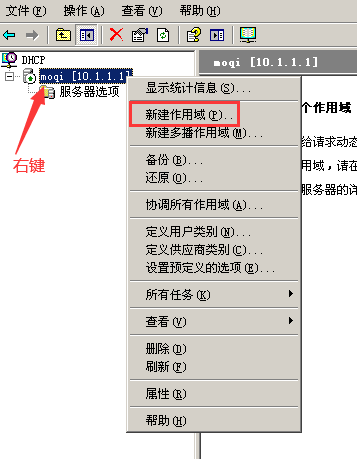 文件(F) 操作(A) 查看(V) 帮助(H)
DHCP
moqi [10.1.1.1]
服务器选项
右键
moqi [10.1.1.1]
显示统计信息(S)...
新建作用域(P)...
新建多播作用域(M)...
备份(B)...
还原(O)...
协调所有作用域(A)...
定义用户类别(N)...
定义供应商类别(C)...
设置预定义的选项(E)...
所有任务(K)
查看(V)
删除(D)
刷新(F)
属性(R)
帮助(H)
个作用域
给请求动态
用域，请在
服务器的详